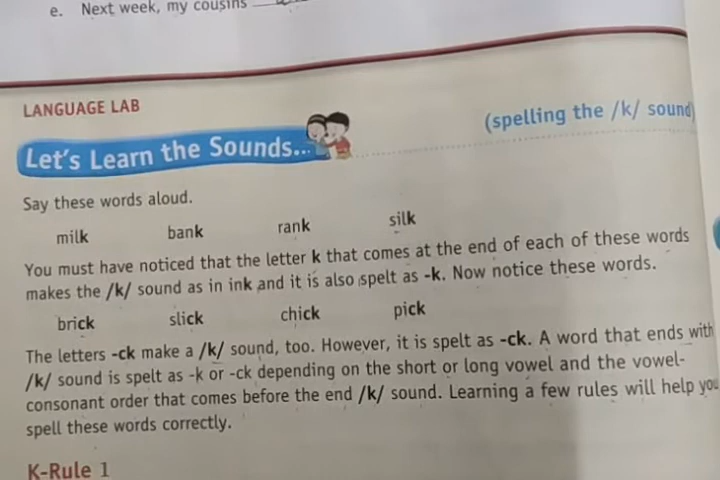 e. Next week, my cousins
LANGUAGE LAB
Let's Learn the Sounds...
(spelling the /k/ sound)
Say these words aloud.
milk bank rank silk
You must have noticed that the letter k that comes at the end of each of these words
makes the /k/ sound as in ink and it is also spelt as -k. Now notice these words.
brick slick chick pick
The letters -ck make a /k/ sound, too. However, it is spelt as -ck. A word that ends with
/k/ sound is spelt as -k or -ck depending on the short or long vowel and the vowel-
consonant order that comes before the end /k/ sound. Learning a few rules will help you
spell these words correctly.
K-Rule 1